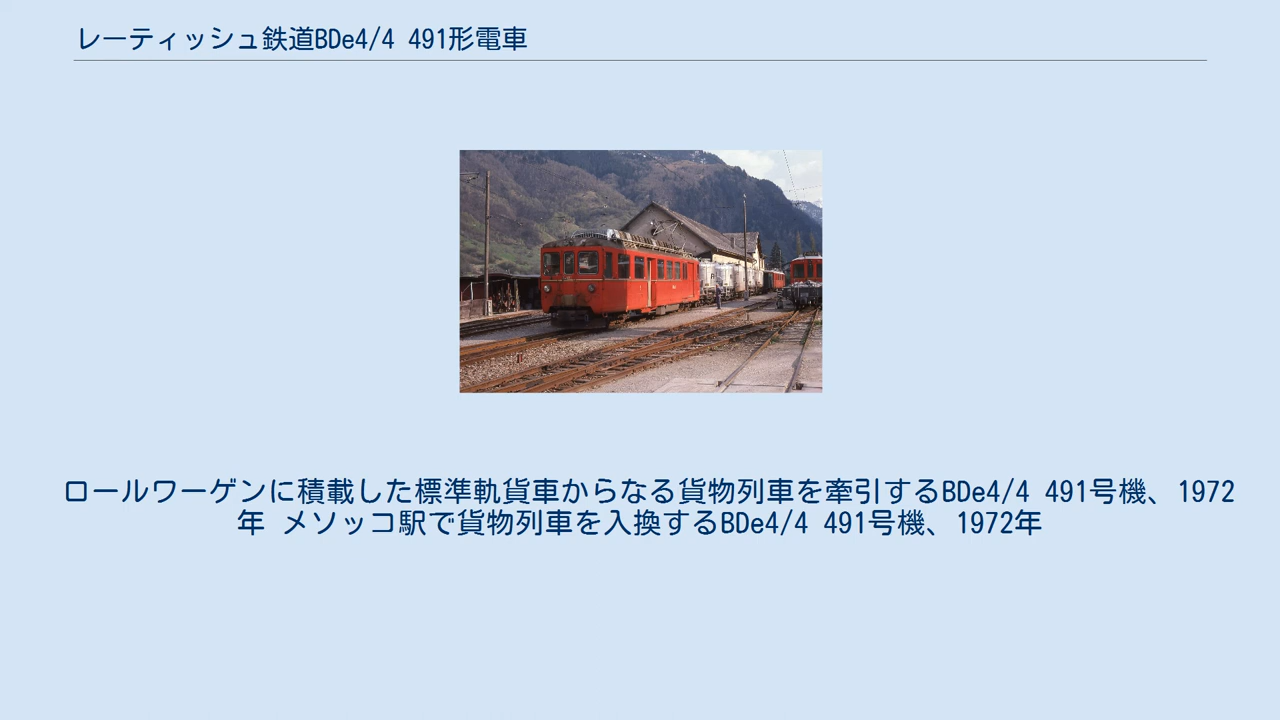 レーティッシュ鉄道BDe4/4 491形電車
ロールワーゲンに積載した標準軌貨車からなる貨物列車を牽引するBDe4/4 491号機、1972
年 メソッコ駅で貨物列車を入換するBDe4/4 491号機、1972年